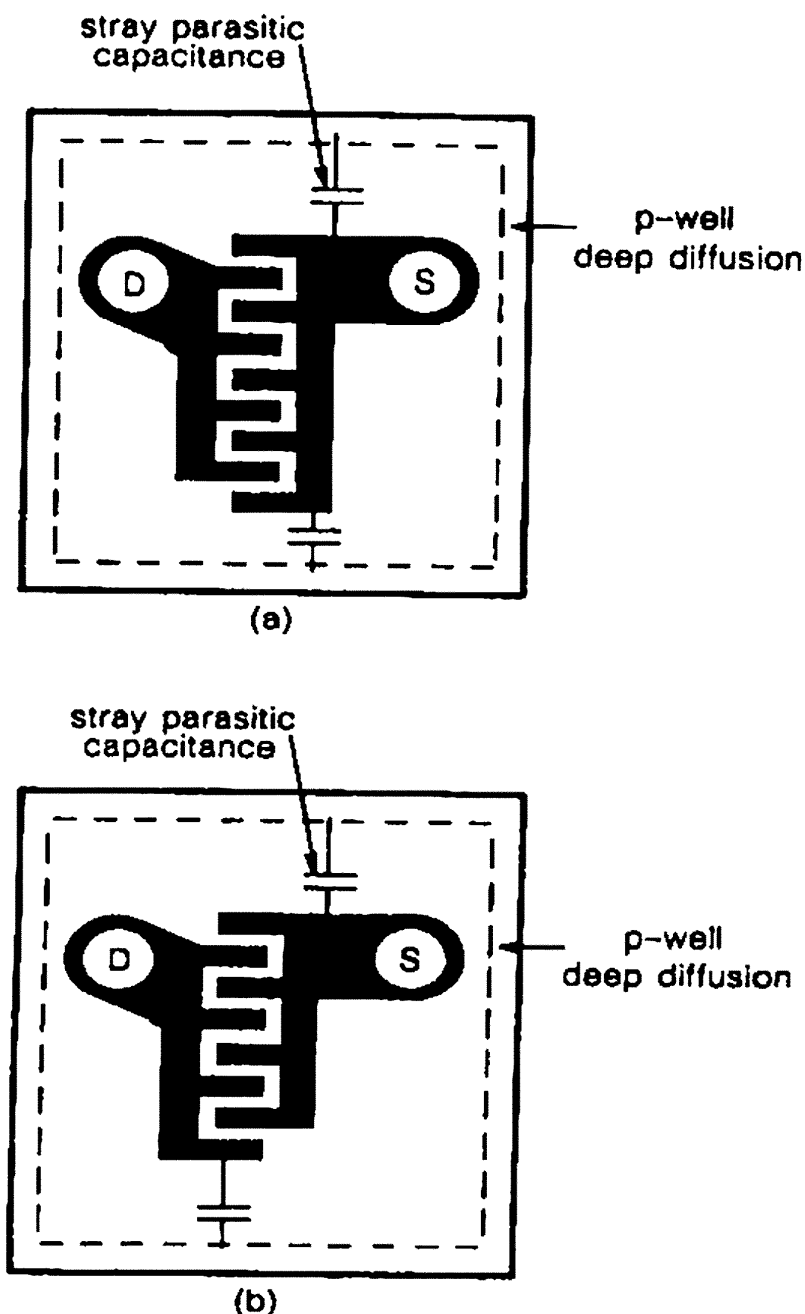 stray parasitic
capacitance
p-well
deep diffusion
D
S
(a)
stray parasitic
capacitance
p-well
deep diffusion
D
S
(b)